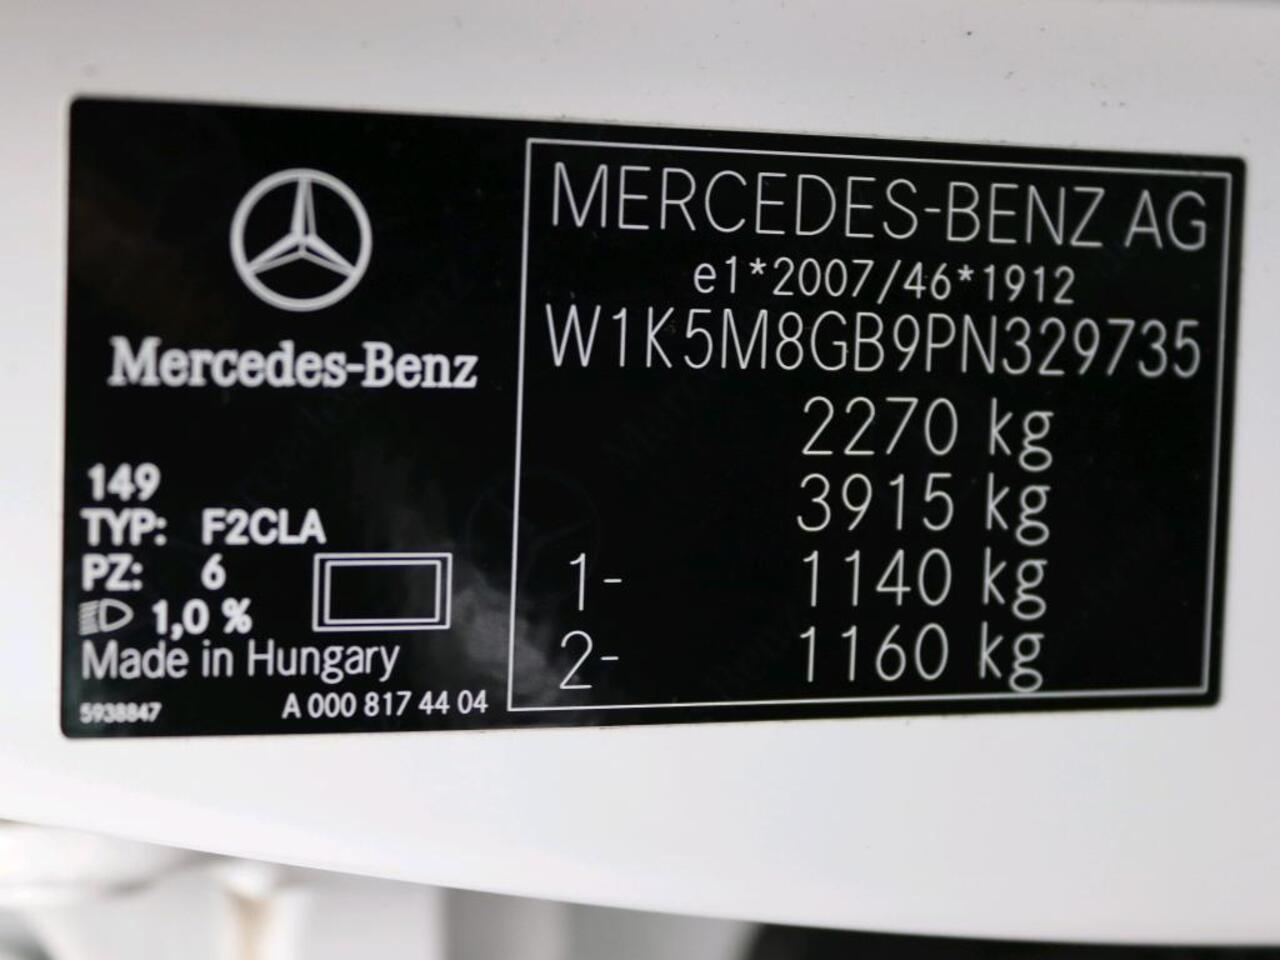 Mercedes-Benz
149
TYP: F2CLA
PZ: 6
1,0 %
Made in Hungary
5938847
A 000 817 44 04
MERCEDES-BENZ AG
e1*2007/46*1912
W1K5M8GB9PN329735
2270 kg
3915 kg
1- 1140 kg
2- 1160 kg